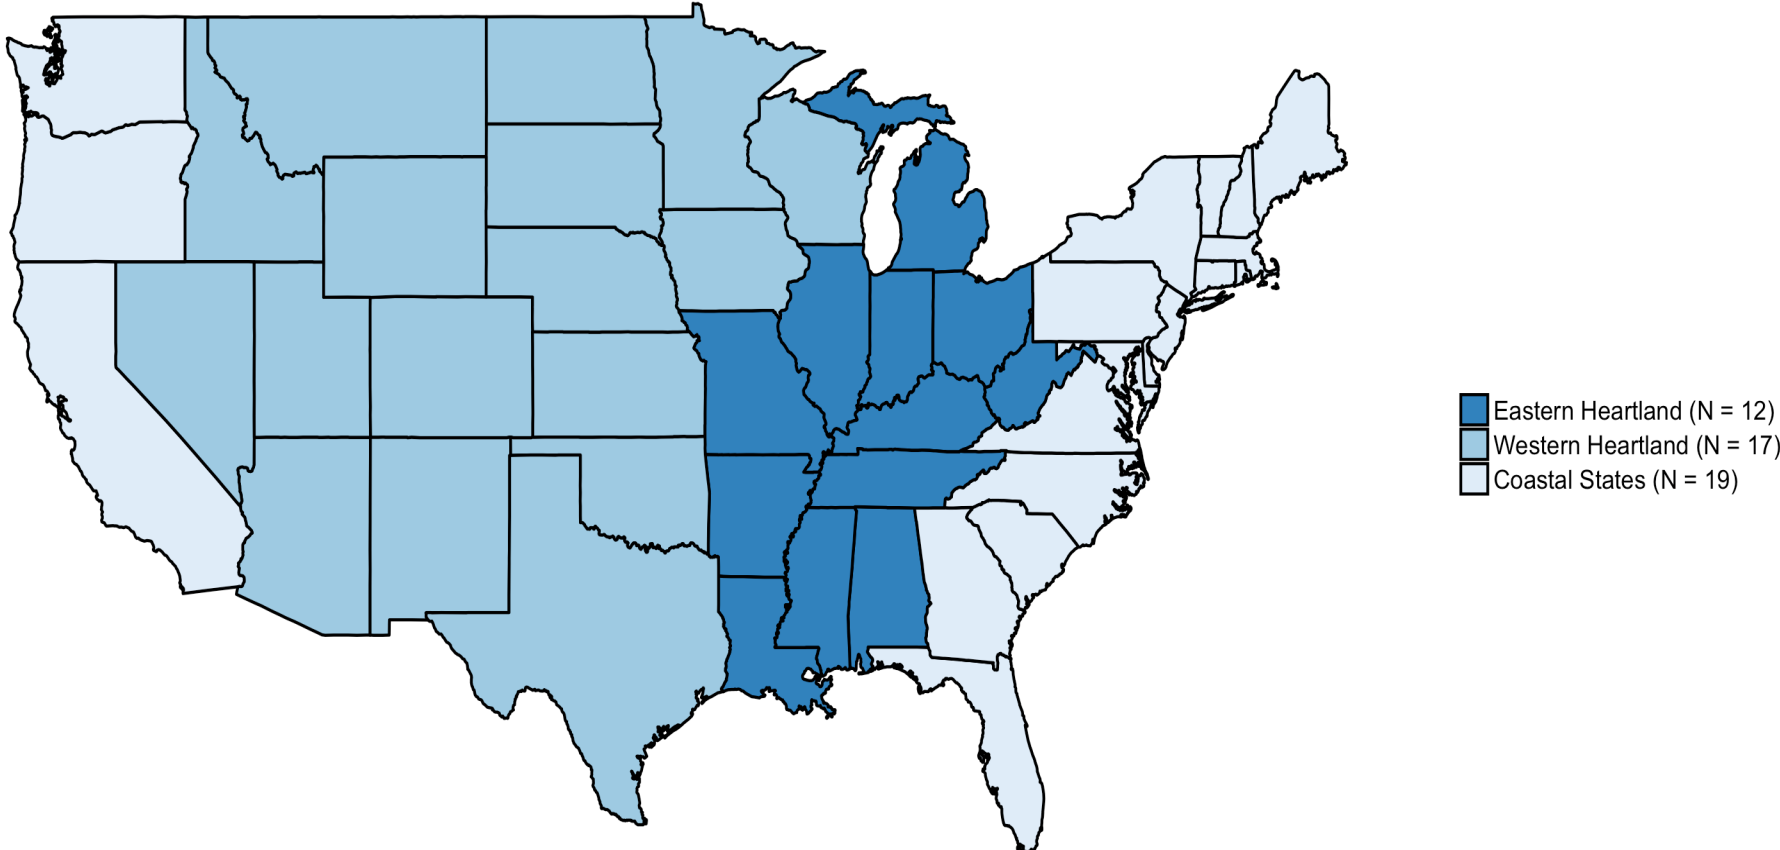 Eastern Heartland (N = 12)
Western Heartland (N = 17)
Coastal States (N = 19)